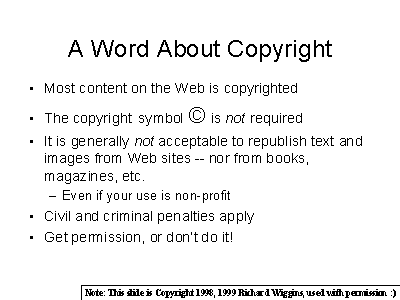 A Word About Copyright
• Most content on the Web is copyrighted
• The copyright symbol © is not required
• It is generally not acceptable to republish text and
images from Web sites -- nor from books,
magazines, etc.
– Even if your use is non-profit
• Civil and criminal penalties apply
• Get permission, or don't do it!
Note: This slide is Copyright 1998, 1999 Richard Wiggins, used with permission :)